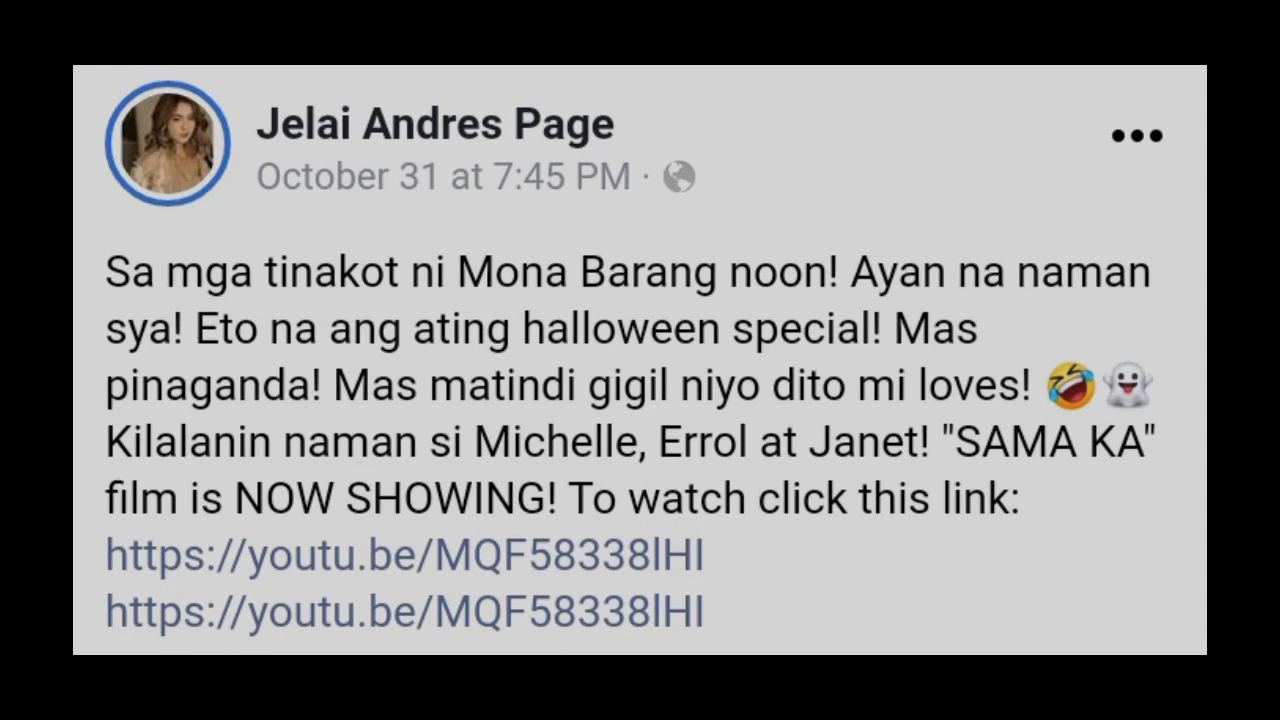 Jelai Andres Page
October 31 at 7:45 PM ·
Sa mga tinakot ni Mona Barang noon! Ayan na naman
sya! Eto na ang ating halloween special! Mas
pinaganda! Mas matindi gigil niyo dito mi loves! 🤣👻
Kilalanin naman si Michelle, Errol at Janet! "SAMA KA"
film is NOW SHOWING! To watch click this link:
https://youtu.be/MQF58338lHI
https://youtu.be/MQF58338lHI